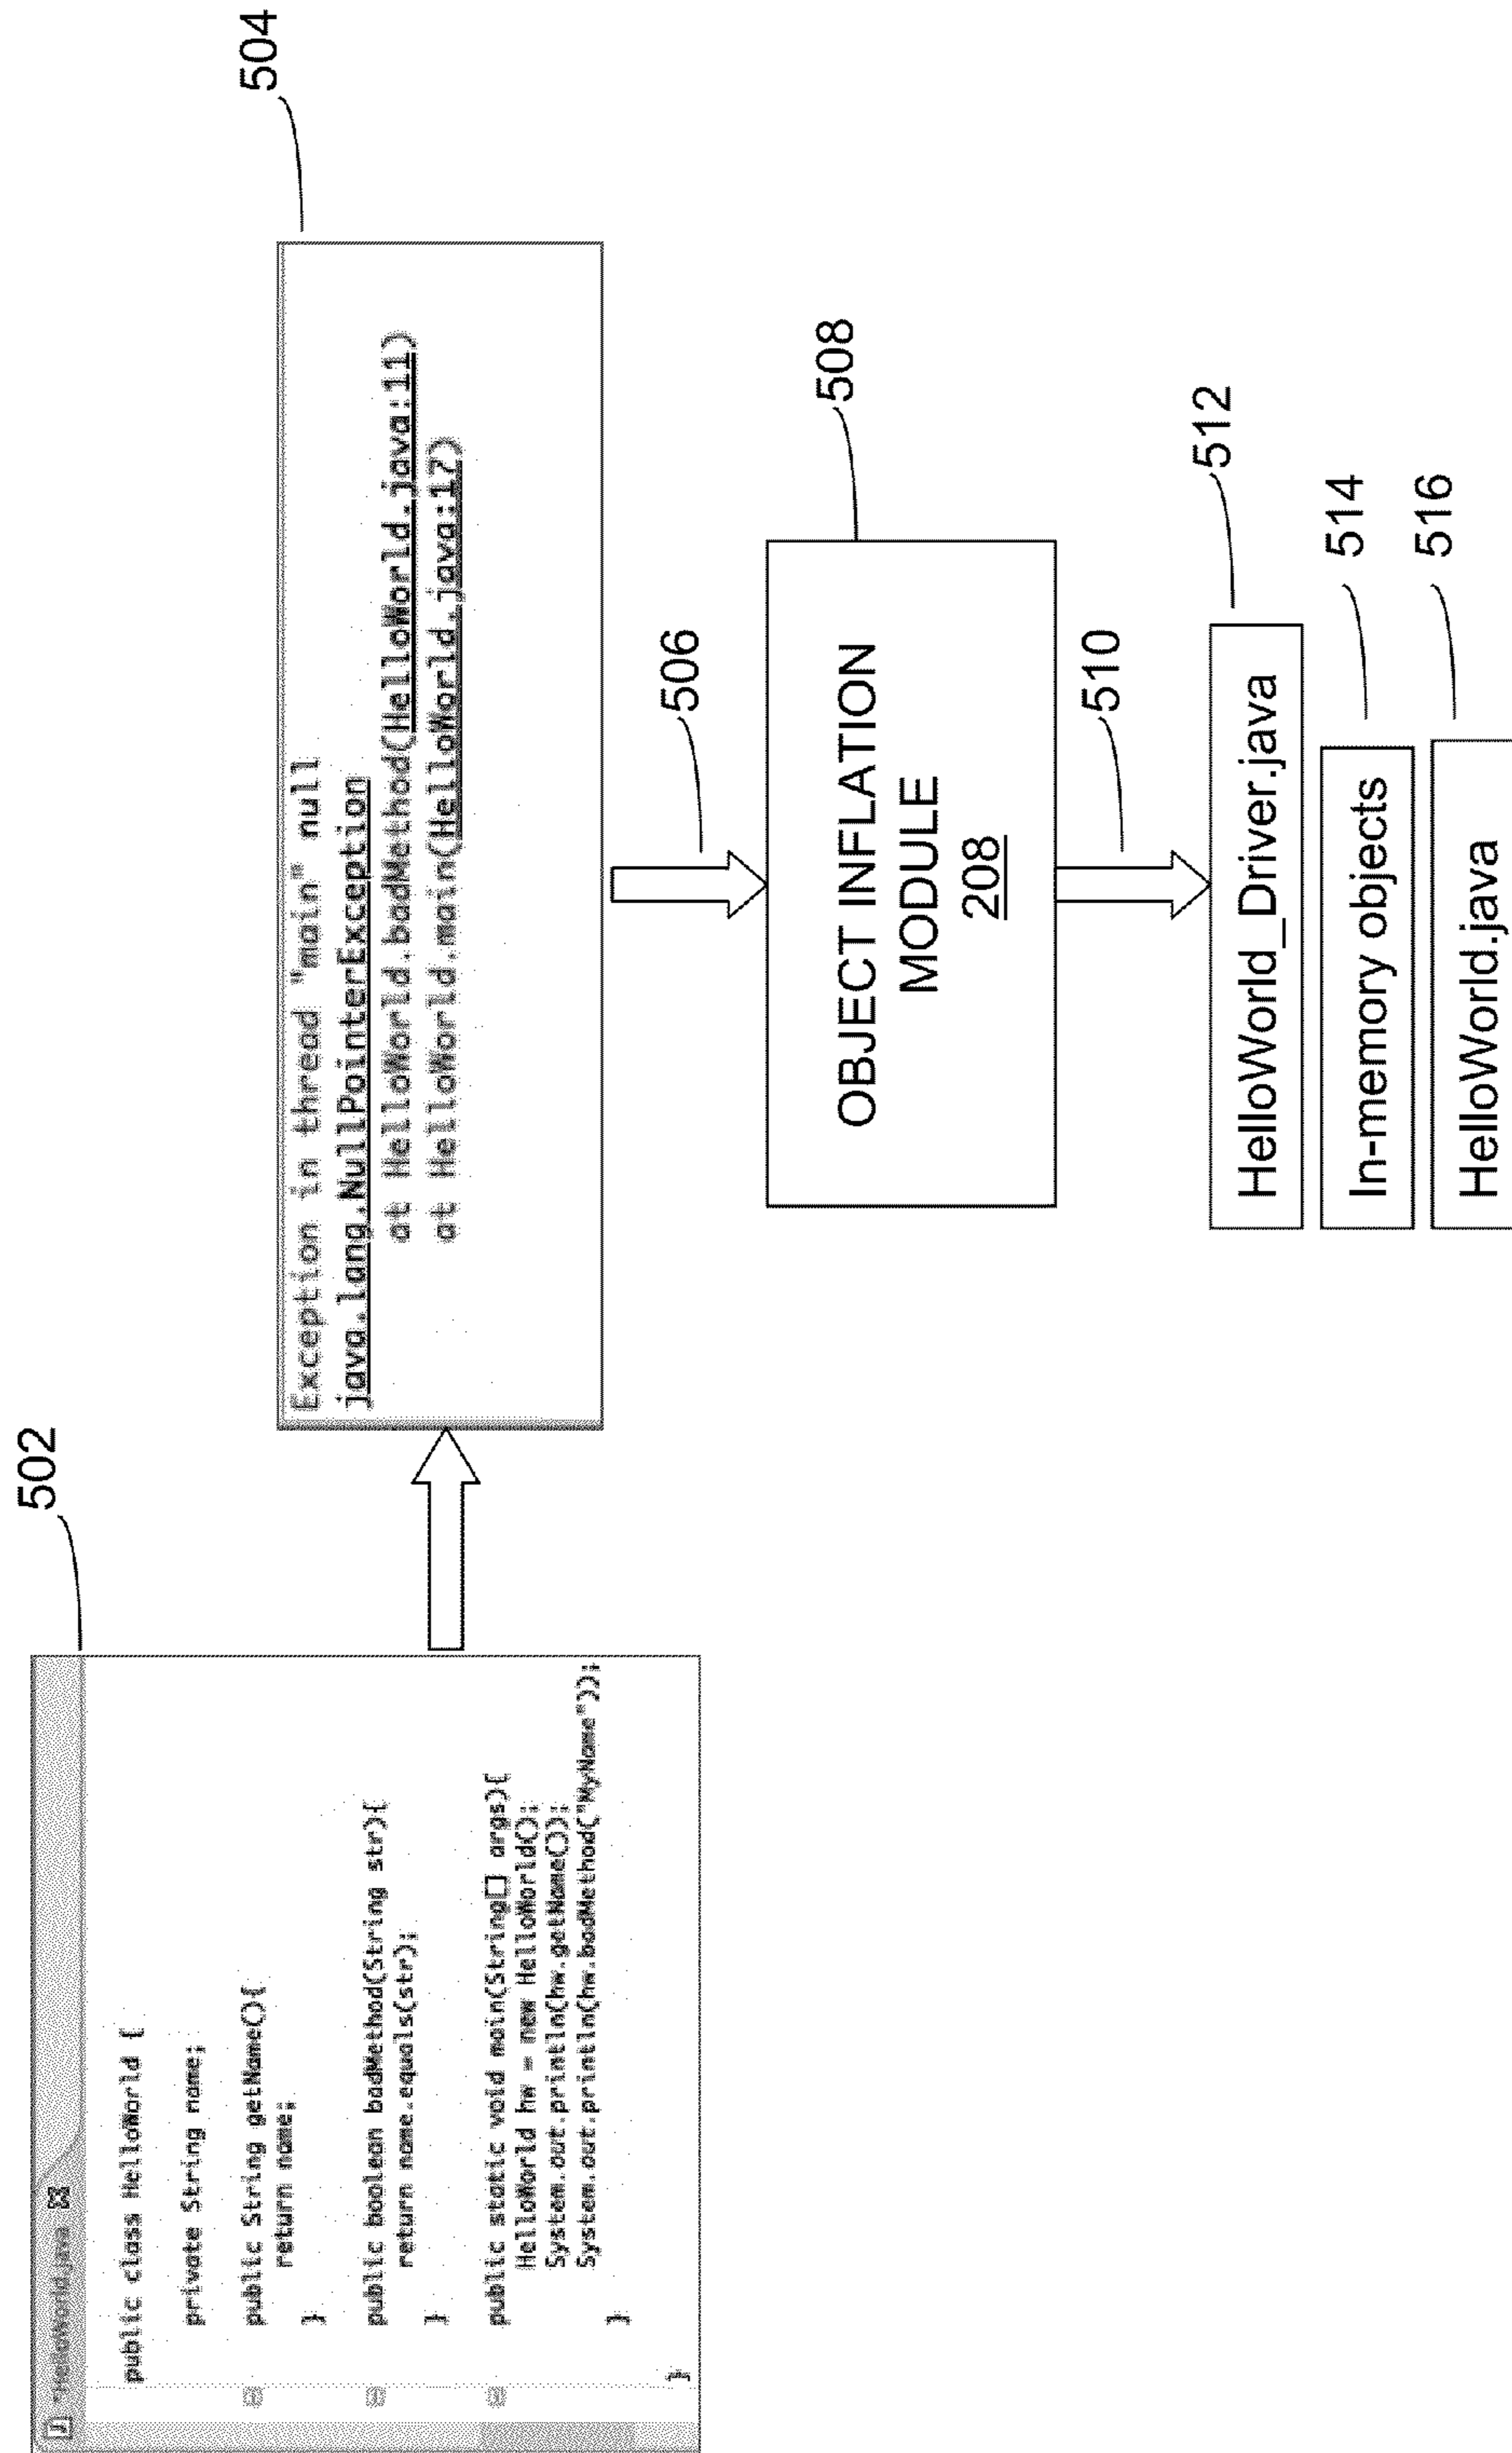 502
"HelloWorld.java
public class HelloWorld {
private String name;
public String getName(){
return name;
}
public boolean badMethod(String str){
return name.equals(str);
}
public static void main(String[] args){
HelloWorld hw = new HelloWorld();
System.out.println(hw.getName());
System.out.println(hw.badMethod("MyName"));
}
}
504
Exception in thread "main" null
java.lang.NullPointerException
at HelloWorld.badMethod(HelloWorld.java:11)
at HelloWorld.main(HelloWorld.java:17)
506
508
OBJECT INFLATION
MODULE
208
510
512
HelloWorld_Driver.java
514
In-memory objects
516
HelloWorld.java